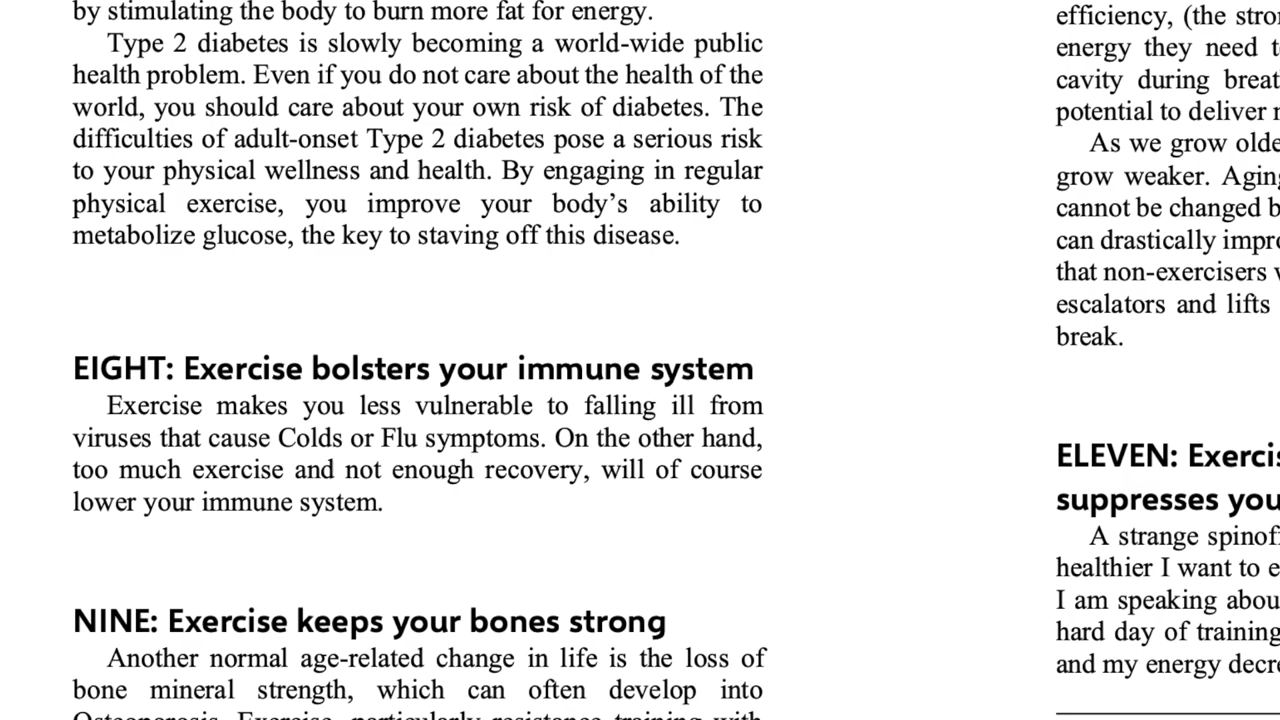 by stimulating the body to burn more fat for energy.
Type 2 diabetes is slowly becoming a world-wide public
health problem. Even if you do not care about the health of the
world, you should care about your own risk of diabetes. The
difficulties of adult-onset Type 2 diabetes pose a serious risk
to your physical wellness and health. By engaging in regular
physical exercise, you improve your body’s ability to
metabolize glucose, the key to staving off this disease.
EIGHT: Exercise bolsters your immune system
Exercise makes you less vulnerable to falling ill from
viruses that cause Colds or Flu symptoms. On the other hand,
too much exercise and not enough recovery, will of course
lower your immune system.
NINE: Exercise keeps your bones strong
Another normal age-related change in life is the loss of
bone mineral strength, which can often develop into
Osteoporosis. Exercise, particularly resistance training with
efficiency, (the
energy they need
cavity during
potential to deliver
As we grow
grow weaker.
cannot be changed
can drastically
that non-exercisers
escalators and lifts
break.
ELEVEN:
suppresses
A strange
healthier I want to
I am speaking
hard day of training
and my energy